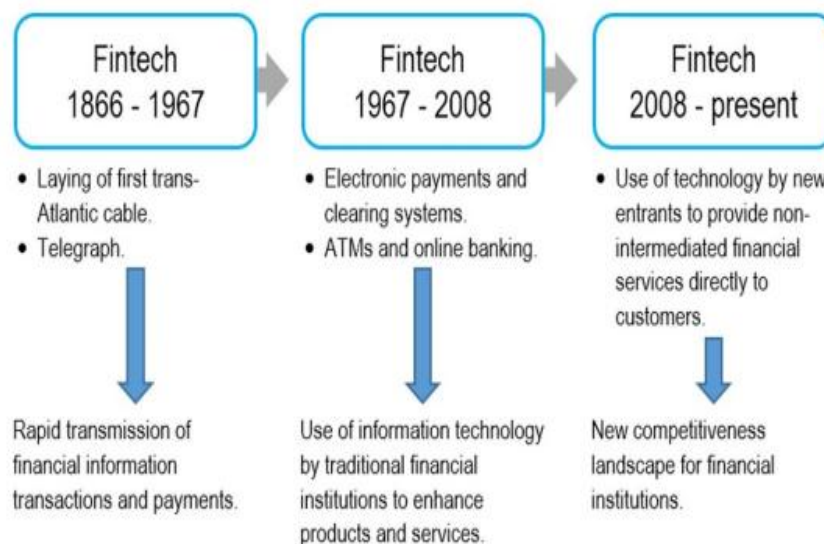 Fintech
1866 - 1967
Fintech
1967 - 2008
Fintech
2008 - present
• Laying of first trans-
Atlantic cable.
• Telegraph.
• Electronic payments and
clearing systems.
• ATMs and online banking.
• Use of technology by new
entrants to provide non-
intermediated financial
services directly to
customers.
Rapid transmission of
financial information
transactions and payments.
Use of information technology
by traditional financial
institutions to enhance
products and services.
New competitiveness
landscape for financial
institutions.